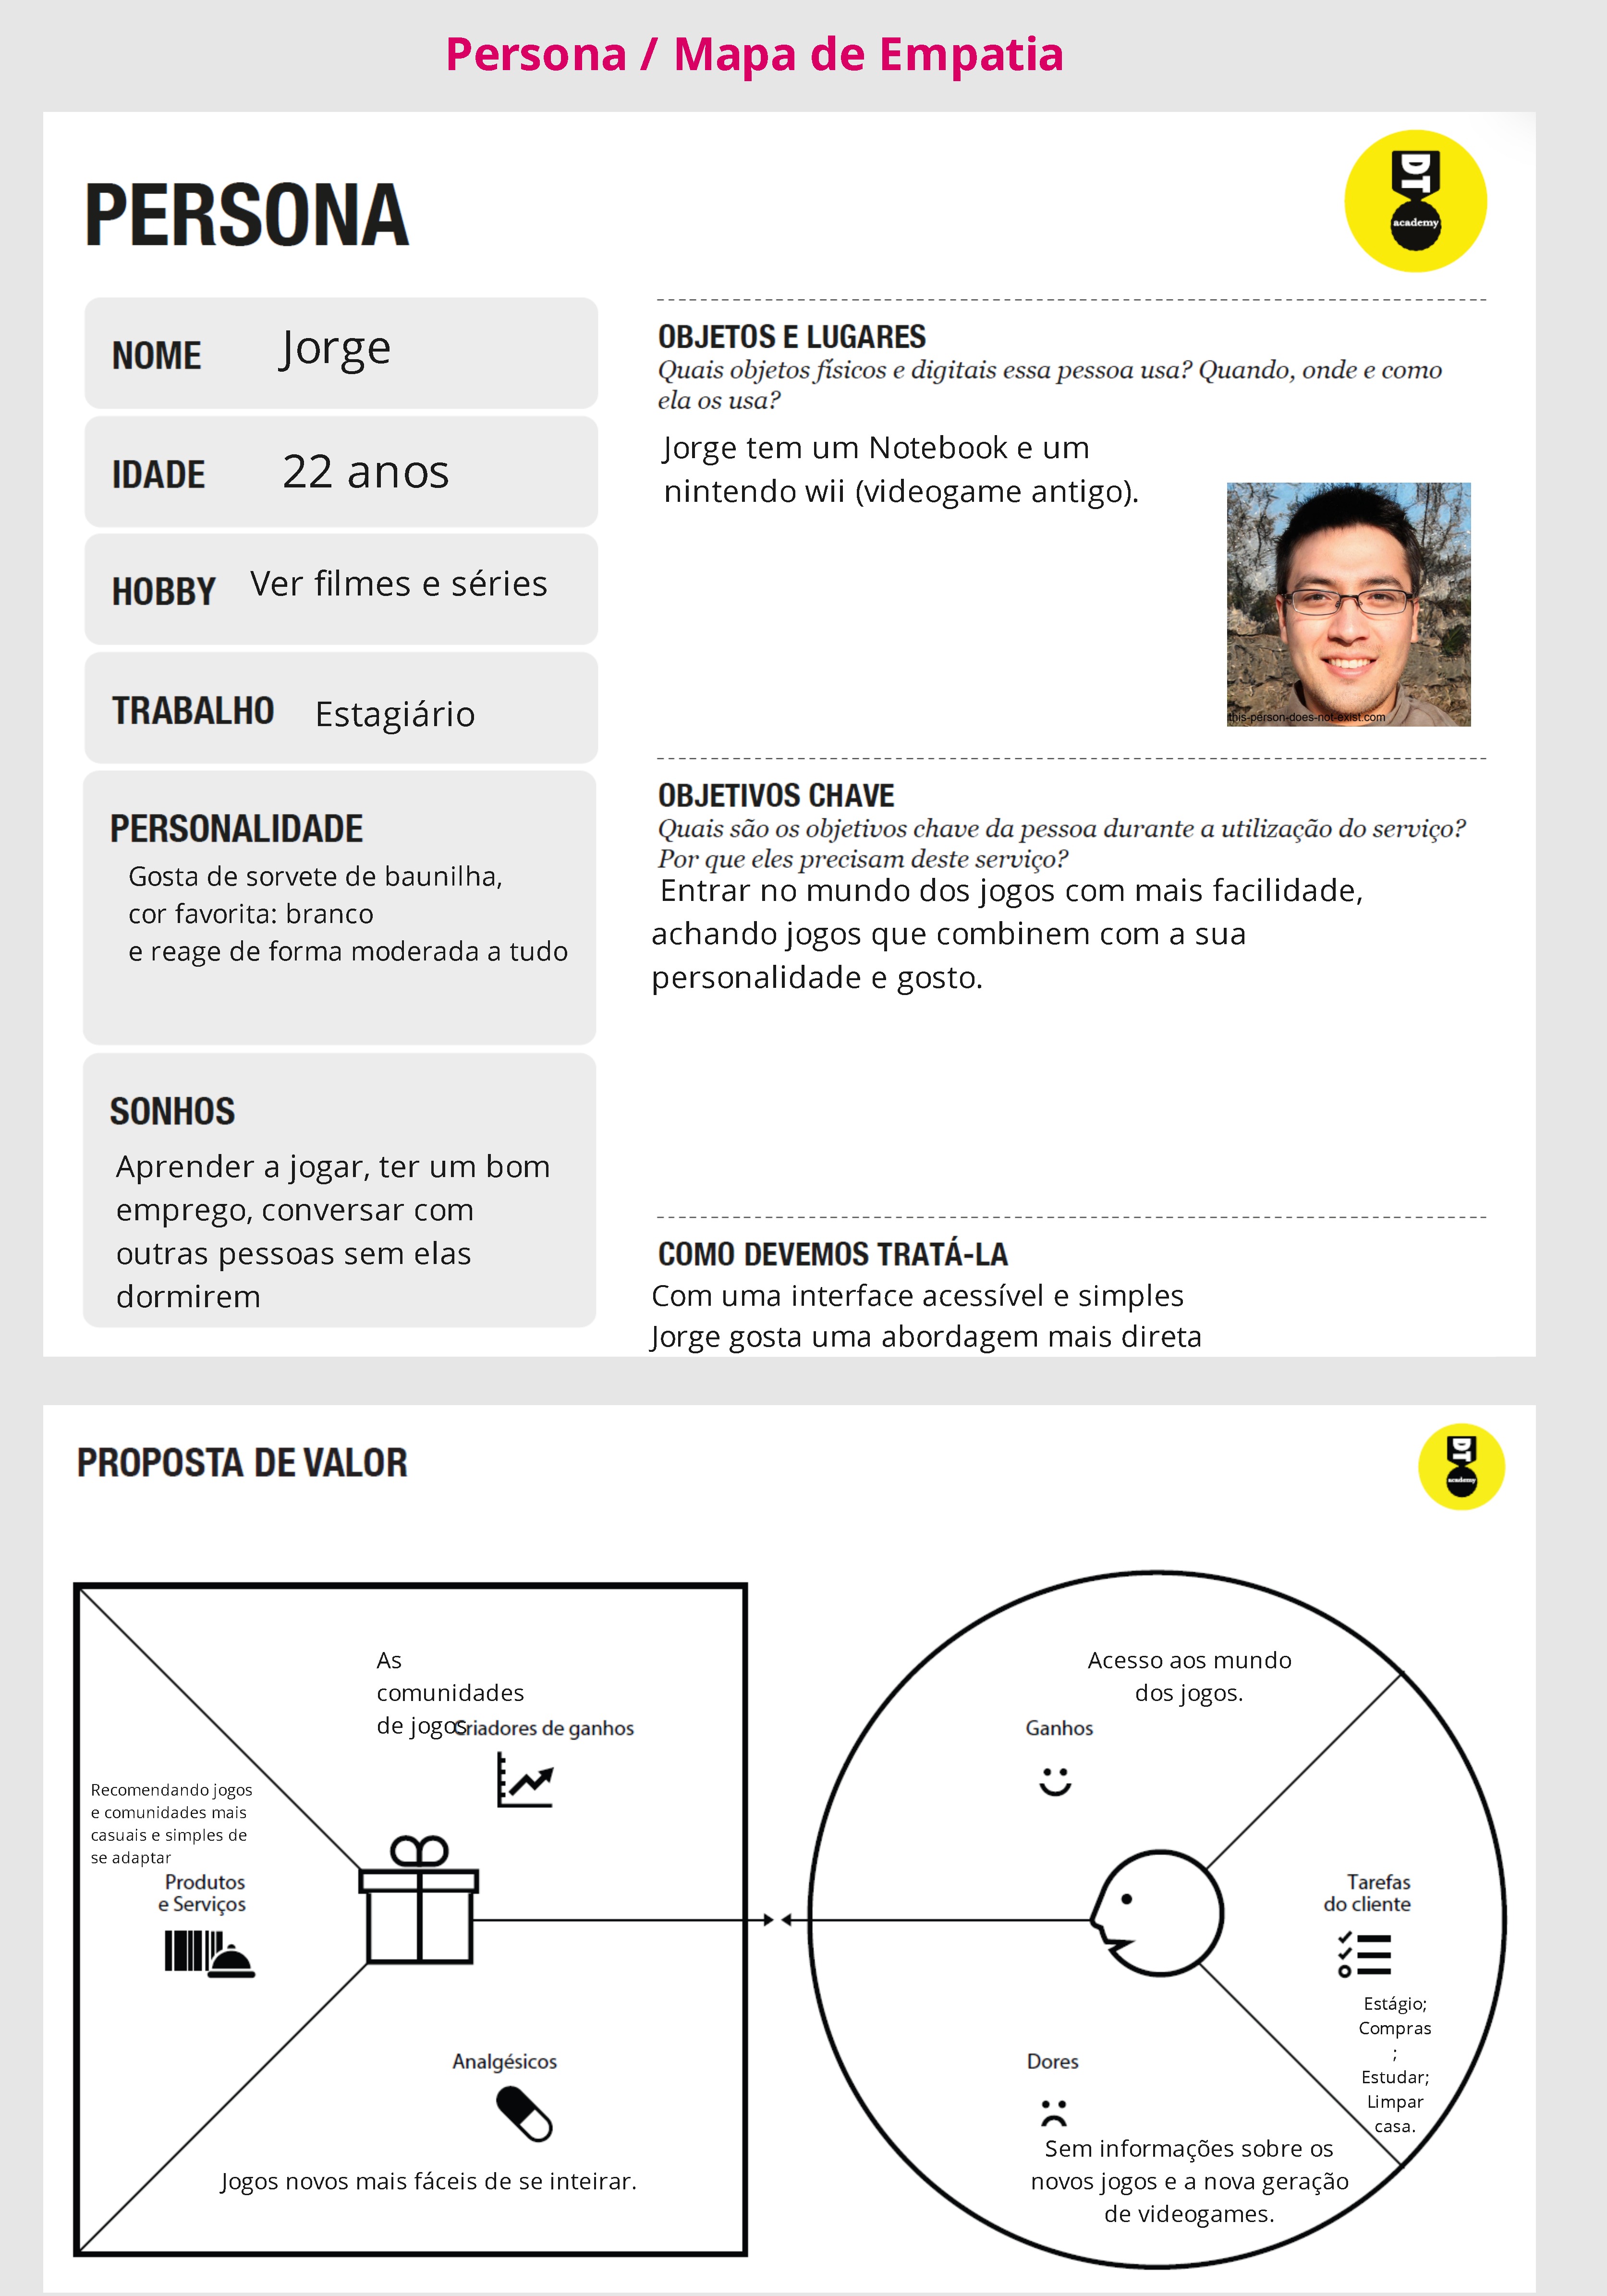 Persona / Mapa de Empatia
PERSONA
DT
academy
NOME
Jorge
IDADE
22 anos
HOBBY
Ver filmes e séries
TRABALHO
Estagiário
PERSONALIDADE
Gosta de sorvete de baunilha,
cor favorita: branco
e reage de forma moderada a tudo
SONHOS
Aprender a jogar, ter um bom
emprego, conversar com
outras pessoas sem elas
dormirem
OBJETOS E LUGARES
Quais objetos físicos e digitais essa pessoa usa? Quando, onde e como
ela os usa?
Jorge tem um Notebook e um
nintendo wii (videogame antigo).
this-person-does-not-exist.com
OBJETIVOS CHAVE
Quais são os objetivos chave da pessoa durante a utilização do serviço?
Por que eles precisam deste serviço?
Entrar no mundo dos jogos com mais facilidade,
achando jogos que combinem com a sua
personalidade e gosto.
COMO DEVEMOS TRATÁ-LA
Com uma interface acessível e simples
Jorge gosta uma abordagem mais direta
PROPOSTA DE VALOR
DT
academy
As
comunidades
de jogos
Criadores de ganhos
Recomendando jogos
e comunidades mais
casuais e simples de
se adaptar
Produtos
e Serviços
Analgésicos
Jogos novos mais fáceis de se inteirar.
Acesso aos mundo
dos jogos.
Ganhos
Tarefas
do cliente
Estágio;
Compras
;
Estudar;
Limpar
casa.
Dores
Sem informações sobre os
novos jogos e a nova geração
de videogames.